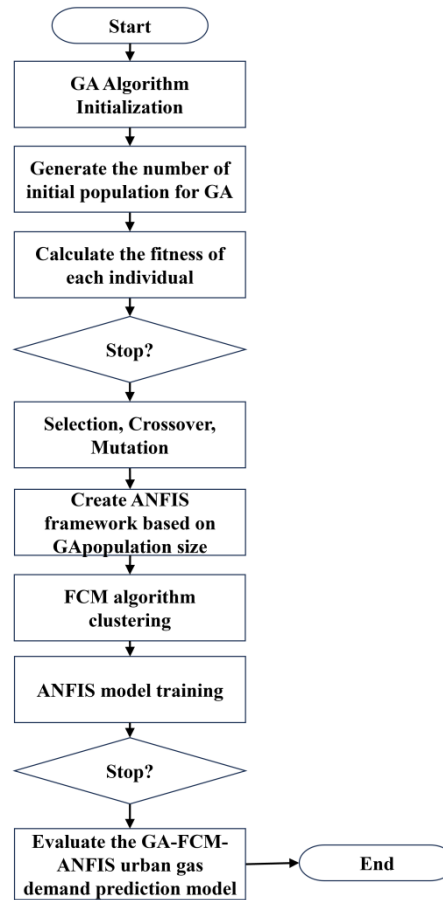 Start
GA Algorithm
Initialization
Generate the number of
initial population for GA
Calculate the fitness of
each individual
Stop?
Selection, Crossover,
Mutation
Create ANFIS
framework based on
GApopulation size
FCM algorithm
clustering
ANFIS model training
Stop?
Evaluate the GA-FCM-
ANFIS urban gas
demand prediction model
End